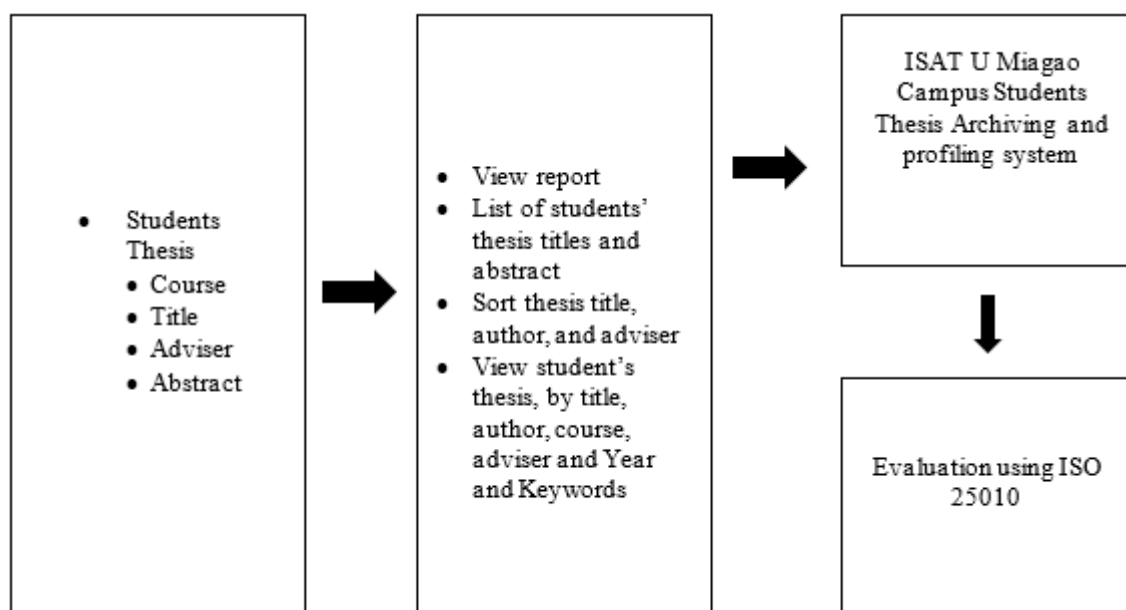 • Students
Thesis
• Course
• Title
• Adviser
• Abstract
• View report
• List of students’
thesis titles and
abstract
• Sort thesis title,
author, and adviser
• View student’s
thesis, by title,
author, course,
adviser and Year
and Keywords
ISAT U Miagao
Campus Students
Thesis Archiving and
profiling system
Evaluation using ISO
25010